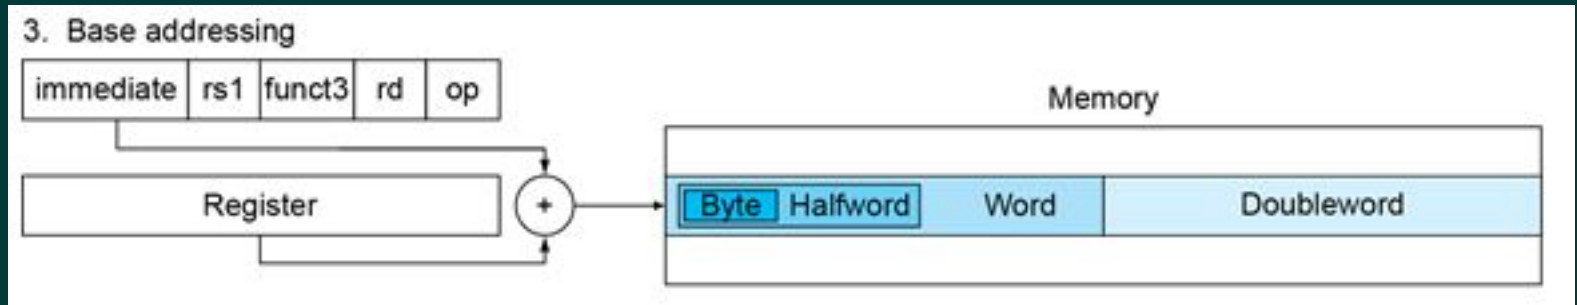 3. Base addressing
immediate rs1 funct3 rd op
Memory
Register + Byte Halfword Word Doubleword